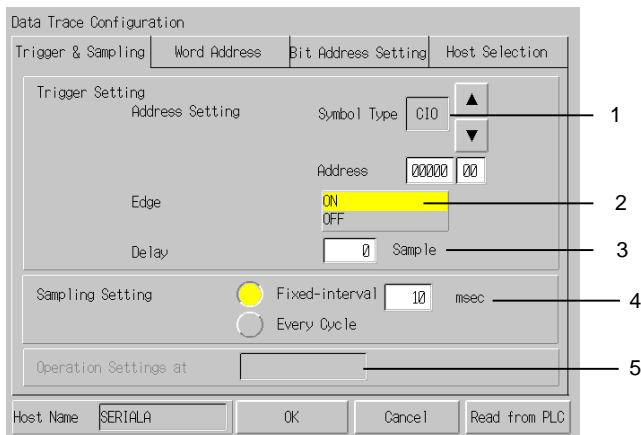 Data Trace Configuration
Trigger & Sampling Word Address Bit Address Setting Host Selection
Trigger Setting
Address Setting Symbol Type CIO ▲ 1
▼
Address 00000 00
Edge ON 2
OFF
Delay 0 Sample 3
Sampling Setting Fixed-interval 10 msec 4
Every Cycle
Operation Settings at 5
Host Name SERIALA OK Cancel Read from PLC